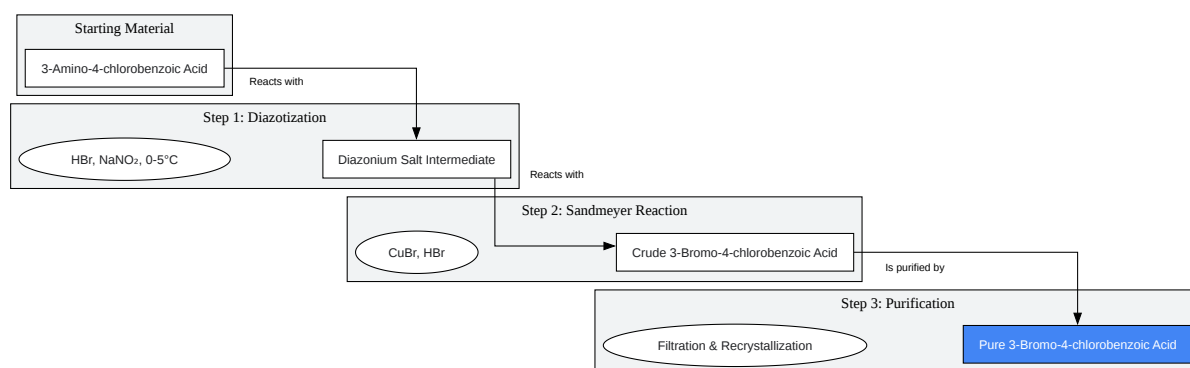 Starting Material
3-Amino-4-chlorobenzoic Acid
Reacts with
Step 1: Diazotization
HBr, NaNO₂, 0-5°C
Diazonium Salt Intermediate
Reacts with
Step 2: Sandmeyer Reaction
CuBr, HBr
Crude 3-Bromo-4-chlorobenzoic Acid
Is purified by
Step 3: Purification
Filtration & Recrystallization
Pure 3-Bromo-4-chlorobenzoic Acid